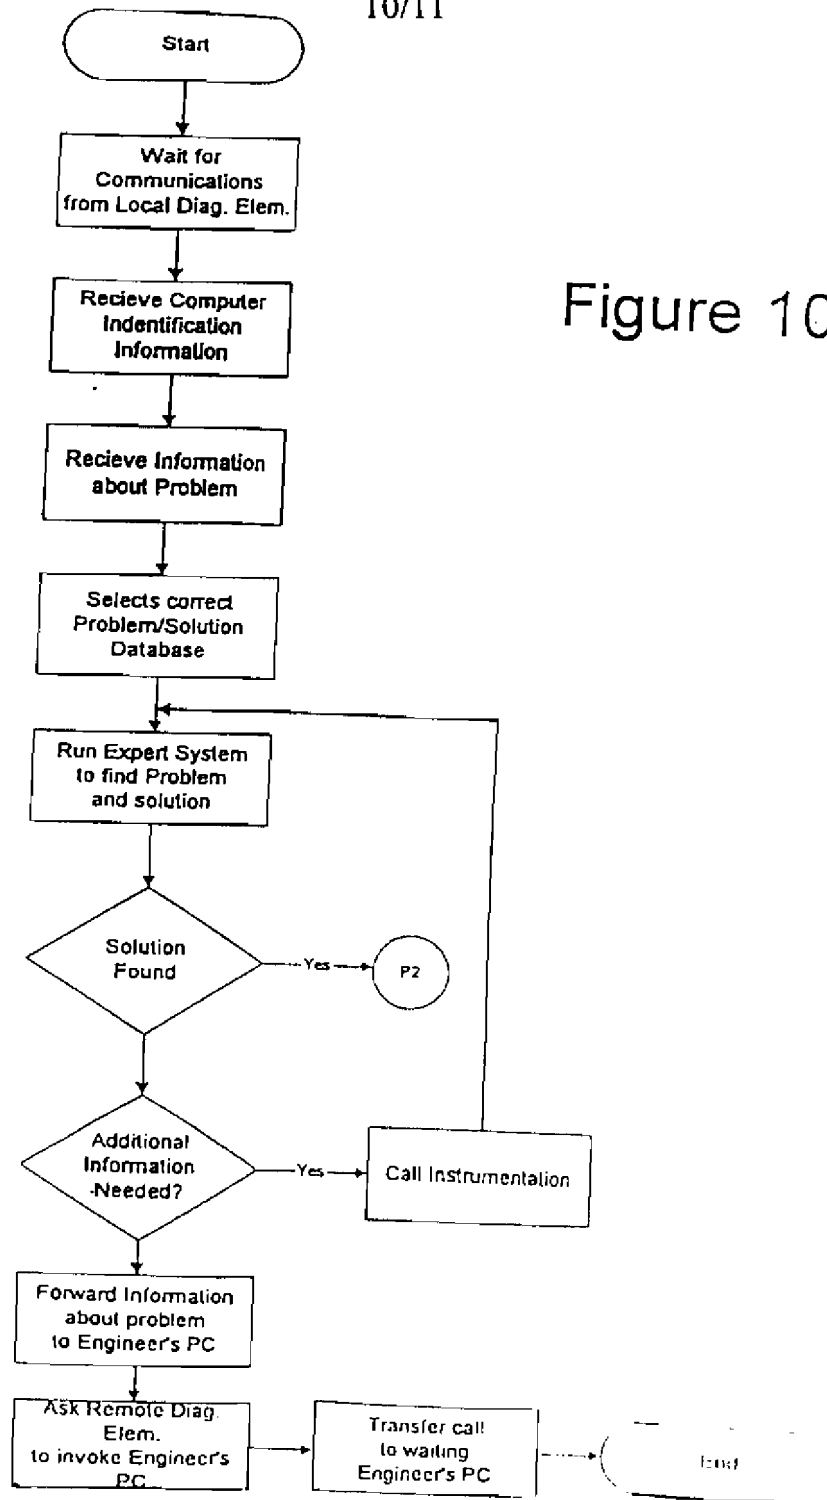 10/11
Start
Wait for
Communications
from Local Diag. Elem.
Figure 10
Recieve Computer
Indentification
Information
Recieve Information
about Problem
Selects correct
Problem/Solution
Database
Run Expert System
to find Problem
and solution
Solution
Found
Yes
P2
Additional
Information
Needed?
Yes
Call Instrumentation
Forward Information
about problem
to Engineer's PC
Ask Remote Diag.
Elem.
to invoke Engineer's
PC
Transfer call
to waiting
Engineer's PC
End